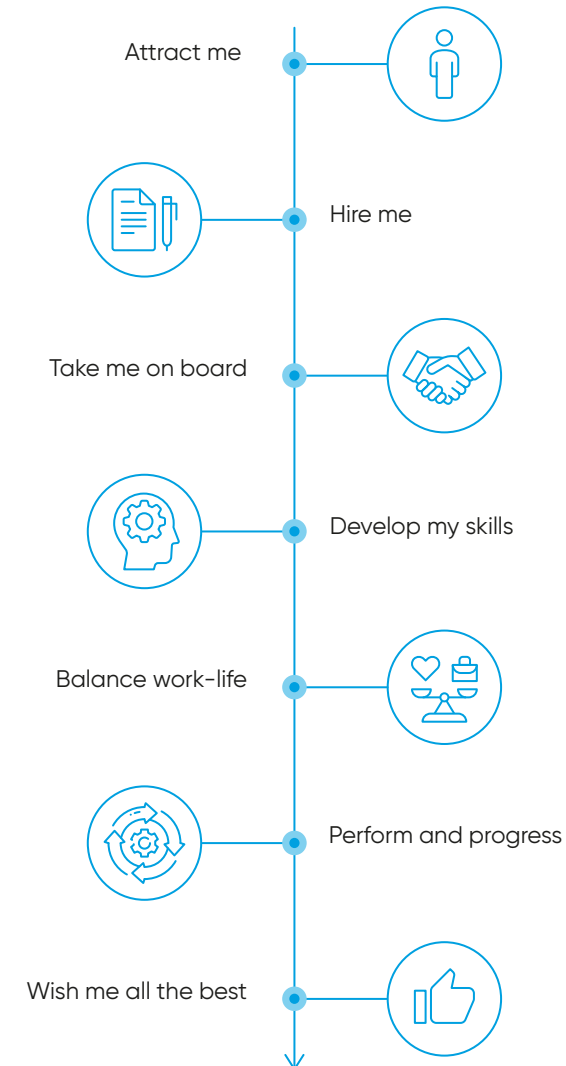 Attract me
Hire me
Take me on board
Develop my skills
Balance work-life
Perform and progress
Wish me all the best